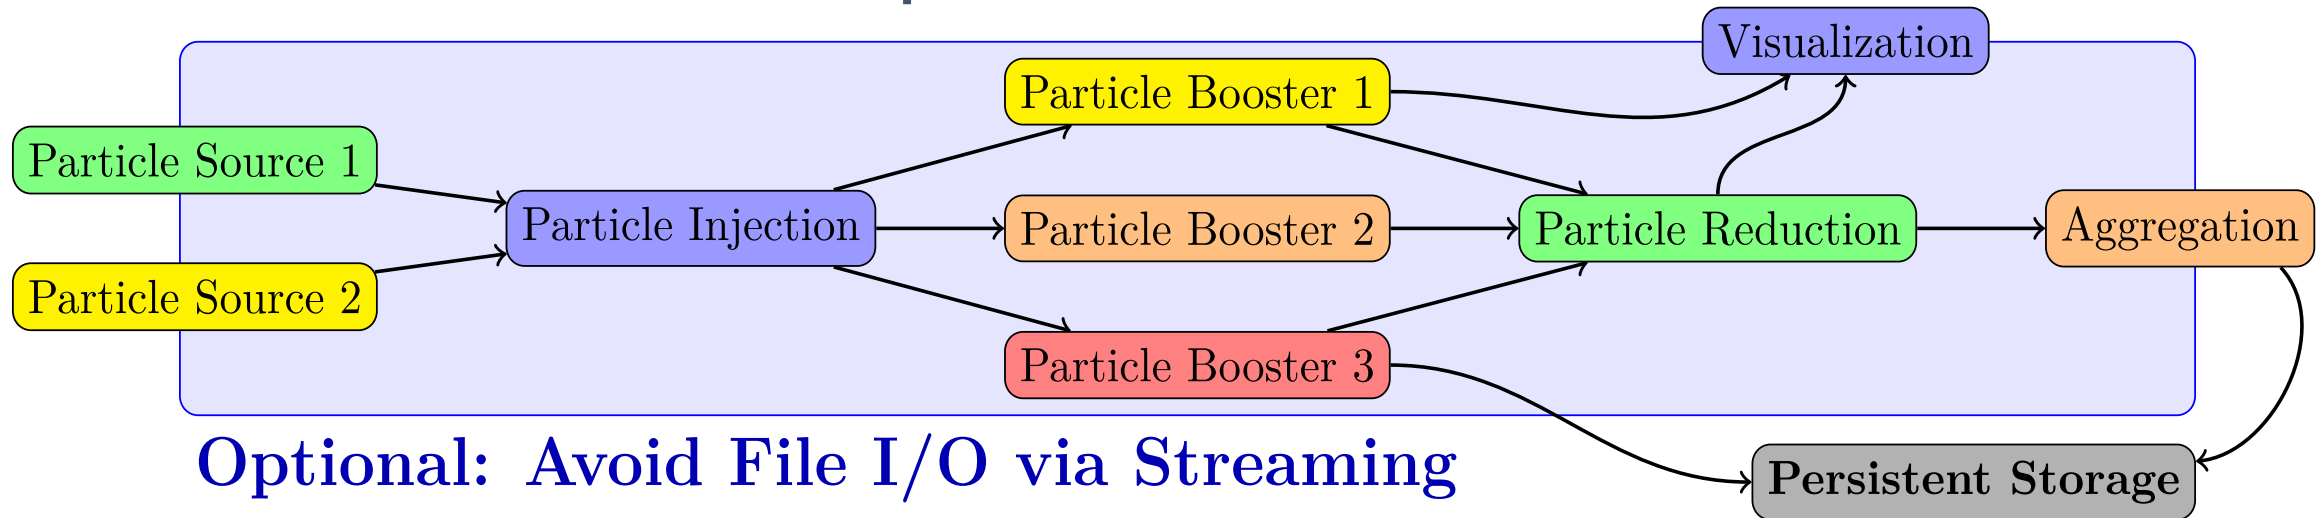 Visualization
Particle Booster 1
Particle Source 1
Particle Injection
Particle Booster 2
Particle Reduction
Aggregation
Particle Source 2
Particle Booster 3
Optional: Avoid File I/O via Streaming
Persistent Storage